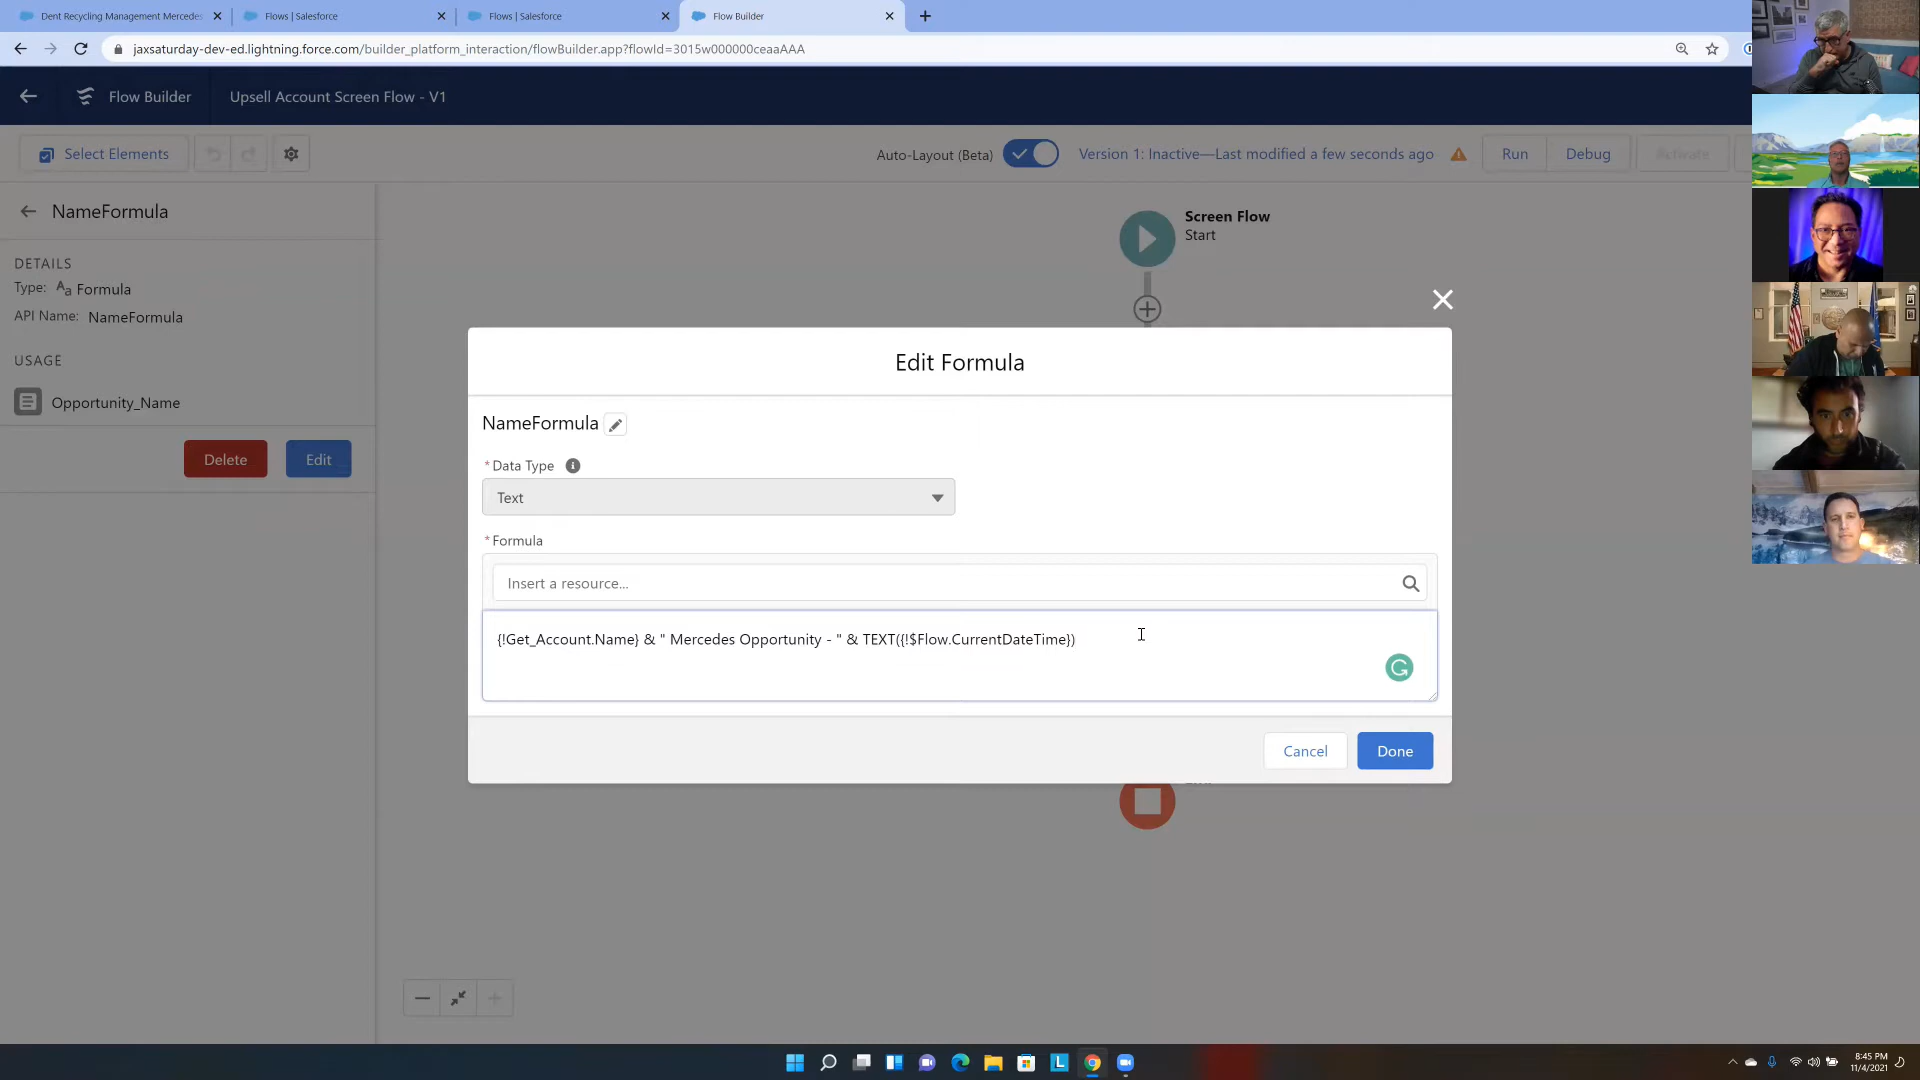 Dent Recycling Management Mercedes
Flows | Salesforce
Flows | Salesforce
Flow Builder
jaxsaturday-dev-ed.lightning.force.com/builder_platform_interaction/flowBuilder.app?flowId=3015w000000ceaaAAA
Flow Builder
Upsell Account Screen Flow - V1
Select Elements
Auto-Layout (Beta)
Version 1: Inactive—Last modified a few seconds ago
Run
Debug
Activate
NameFormula
DETAILS
Type: Aa Formula
API Name: NameFormula
USAGE
Opportunity_Name
Delete
Edit
Screen Flow
Start
Edit Formula
NameFormula
*Data Type
Text
*Formula
Insert a resource...
{!Get_Account.Name} & " Mercedes Opportunity - " & TEXT({!$Flow.CurrentDateTime})
Cancel
Done
8:45 PM
11/4/2021